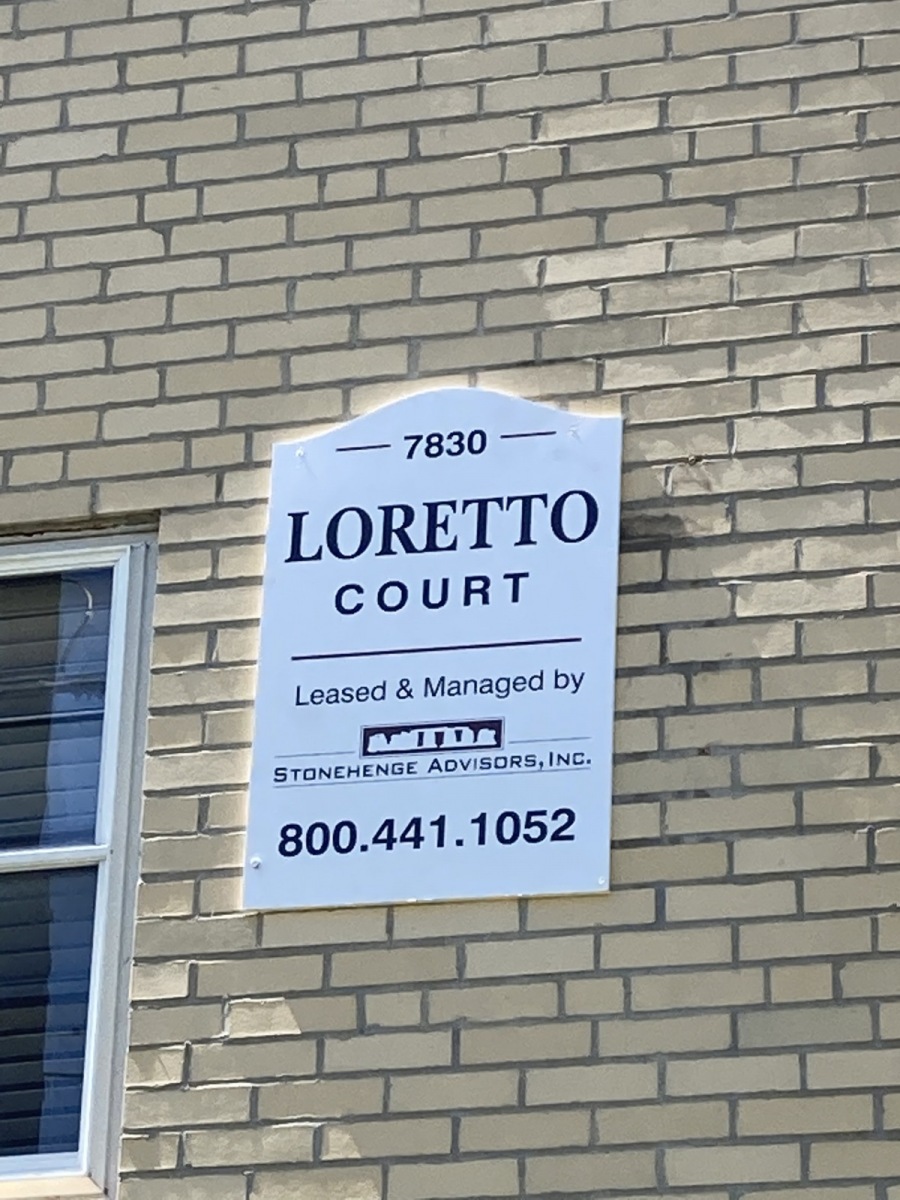 7830
LORETTO
COURT
Leased & Managed by
STONEHENGE ADVISORS, INC.
800.441.1052